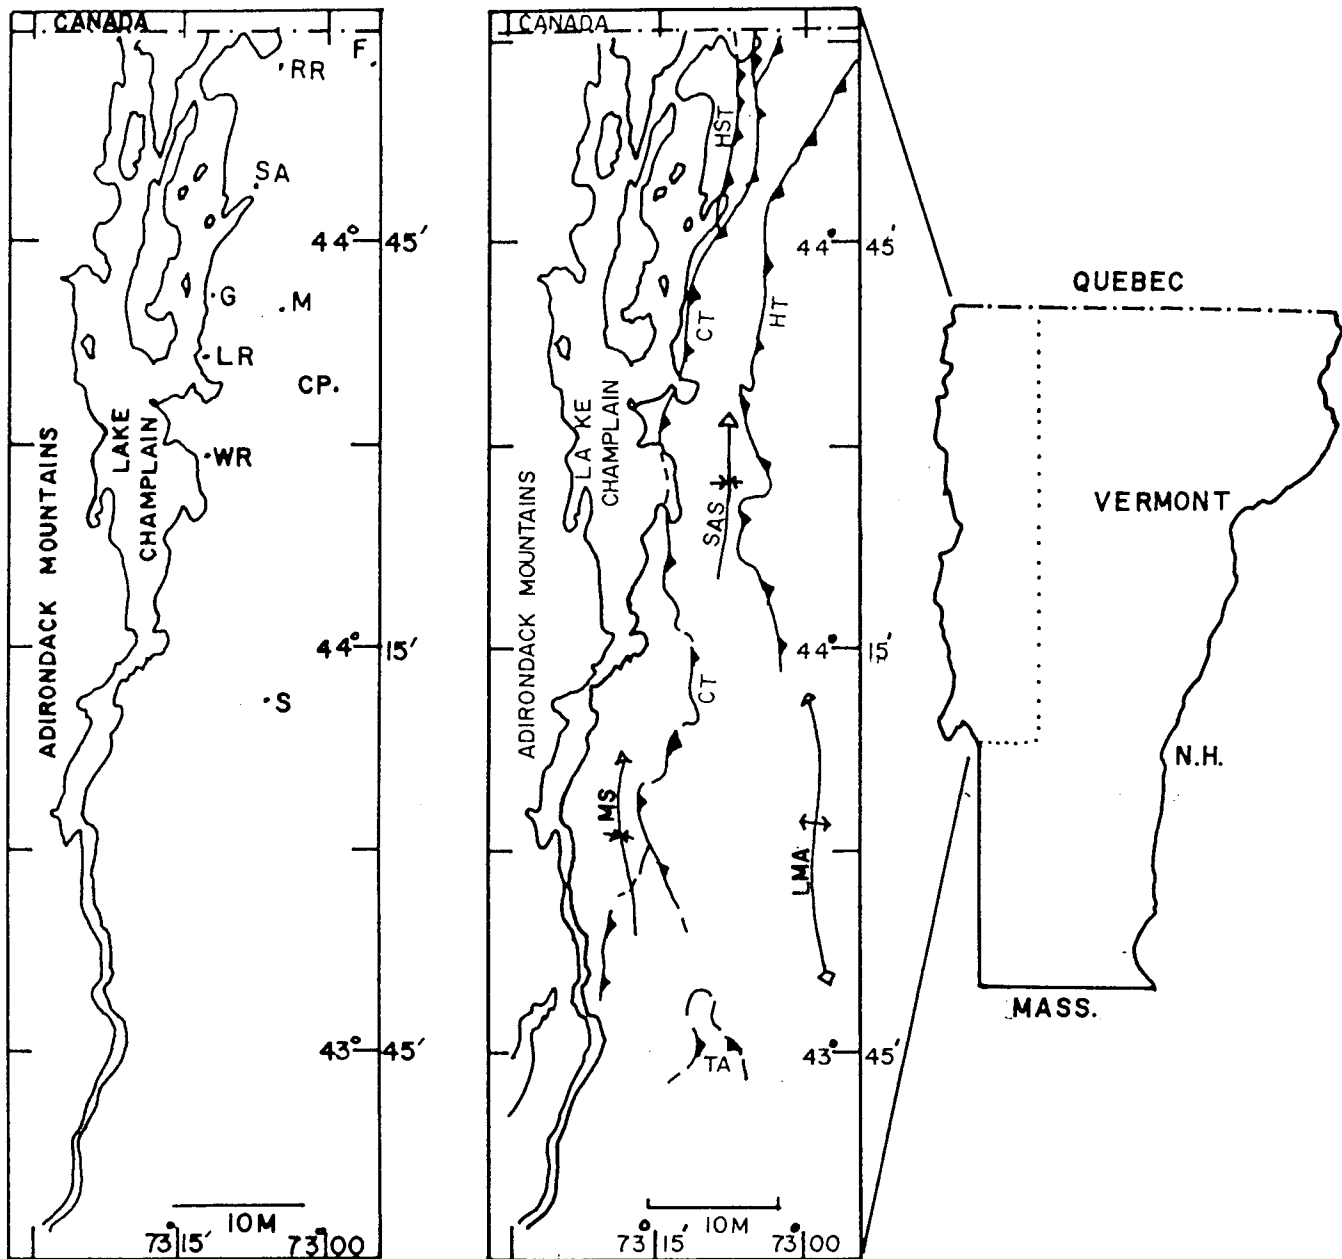 CANADA
F.
RR
SA
44° 45'
G
M
LR
CP.
LAKE
CHAMPLAIN
WR
ADIRONDACK MOUNTAINS
44° 15'
S
43° 45'
10M
73° 15'
73° 00
CANADA
HST
44° 45'
CT
HT
LAKE
CHAMPLAIN
SAS
ADIRONDACK MOUNTAINS
44° 15'
CT
MS
LMA
43° 45'
TA
10M
73° 15'
73° 00
QUEBEC
VERMONT
N.H.
MASS.